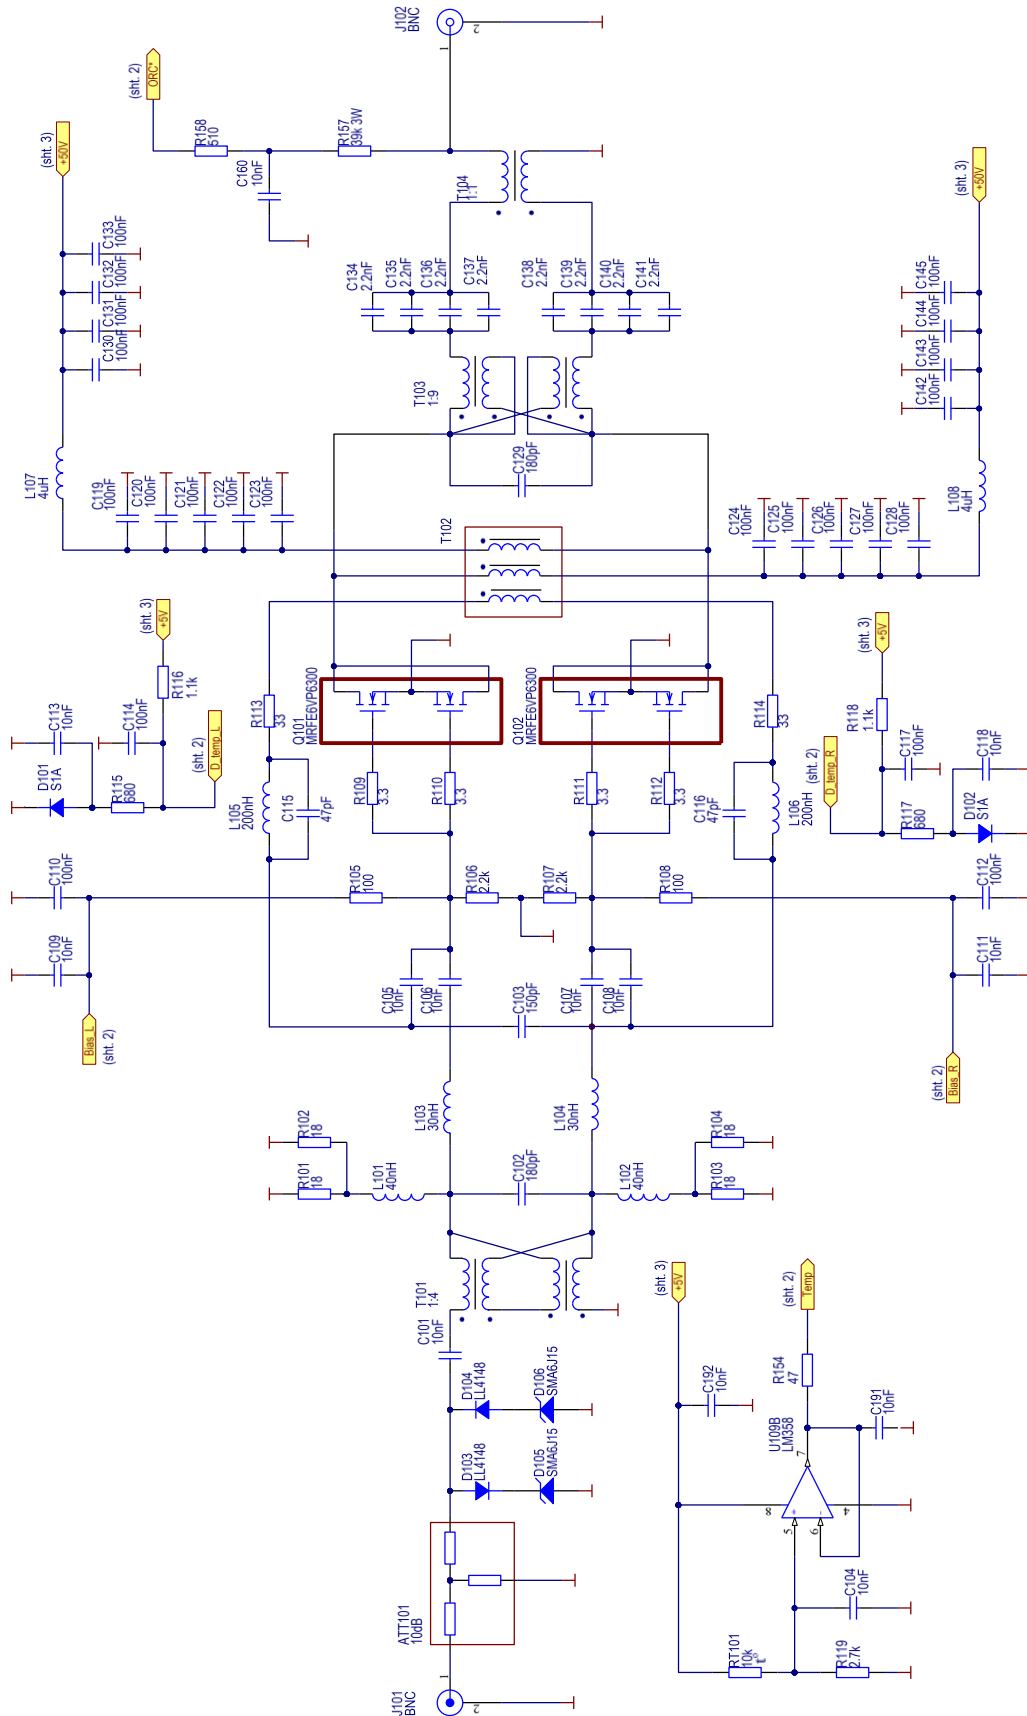 J102
BNC
1
2
(sht. 2)
ORC*
R158
510
C160
10nF
R157
39k 3W
T104
1:1
(sht. 3)
+50V
C133
100nF
C132
100nF
C131
100nF
C130
100nF
L107
4uH
C119
100nF
C120
100nF
C121
100nF
C122
100nF
C123
100nF
C134
2.2nF
C135
2.2nF
C136
2.2nF
C137
2.2nF
C138
2.2nF
C139
2.2nF
C140
2.2nF
C141
2.2nF
T103
1:9
C129
180pF
T102
(sht. 3)
+50V
C145
100nF
C144
100nF
C143
100nF
C142
100nF
L108
4uH
C124
100nF
C125
100nF
C126
100nF
C127
100nF
C128
100nF
(sht. 3)
+5V
R116
1.1k
C114
100nF
C113
10nF
D101
S1A
R115
680
(sht. 2)
D_temp_L
R113
33
Q101
MRFE6VP6300
Q102
MRFE6VP6300
R114
33
L105
200nH
C115
47pF
R109
3.3
R110
3.3
R111
3.3
R112
3.3
C116
47pF
L106
200nH
(sht. 3)
+5V
R118
1.1k
(sht. 2)
D_temp_R
C117
100nF
R117
680
D102
S1A
C118
10nF
C110
100nF
C109
10nF
Bias_L
(sht. 2)
R105
100
R106
2.2k
R107
2.2k
R108
100
C105
10nF
C106
10nF
C103
150pF
C107
10nF
C108
10nF
C112
100nF
C111
10nF
(sht. 2)
Bias_R
L103
30nH
L104
30nH
R102
18
R101
18
L101
40nH
C102
180pF
L102
40nH
R104
18
R103
18
T101
1:4
C101
10nF
D104
LL4148
D106
SMA6J15
D103
LL4148
D105
SMA6J15
ATT101
10dB
J101
BNC
1
2
(sht. 3)
+5V
(sht. 2)
Temp
C192
10nF
R154
47
U109B
LM358
7
8
4
5
6
+
-
C191
10nF
C104
10nF
RT101
10k
t°
R119
2.7k